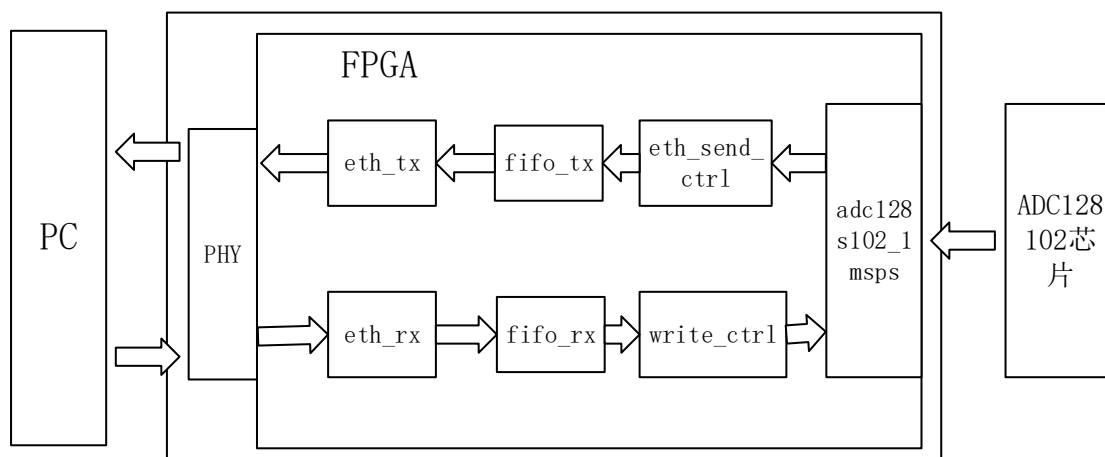 FPGA
PC
PHY
eth_tx
fifo_tx
eth_send_
ctrl
adc128
s102_1
msps
ADC128
102芯
片
eth_rx
fifo_rx
write_ctrl